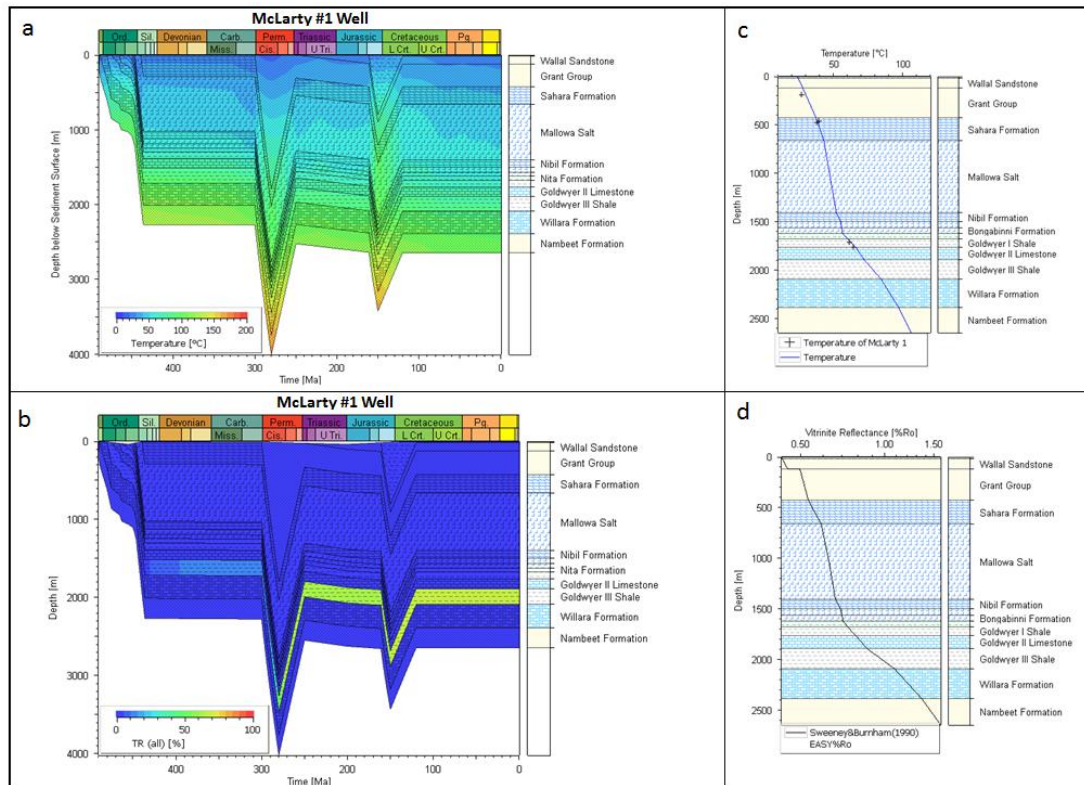 McLarty #1 Well
a
Ord. Sil. Devonian Carb. Perm. Triassic Jurassic Cretaceous Pg.
Miss. Cis. U Tri. L Crt. U Crt.
0
1000
2000
3000
4000
Depth below Sediment Surface [m]
Wallal Sandstone
Grant Group
Sahara Formation
Mallowa Salt
Nibil Formation
Nita Formation
Goldwyer II Limestone
Goldwyer III Shale
Willara Formation
Nambeet Formation
0 50 100 150 200
Temperature [°C]
400 300 200 100 0
Time [Ma]
c
Temperature [°C]
50 100
0
500
1000
1500
2000
2500
Depth [m]
Wallal Sandstone
Grant Group
Sahara Formation
Mallowa Salt
Nibil Formation
Bongabinni Formation
Goldwyer I Shale
Goldwyer II Limestone
Goldwyer III Shale
Willara Formation
Nambeet Formation
+ Temperature of McLarty 1
Temperature
McLarty #1 Well
b
Ord. Sil. Devonian Carb. Perm. Triassic Jurassic Cretaceous Pg.
Miss. Cis. U Tri. L Crt. U Crt.
0
1000
2000
3000
4000
Depth [m]
Wallal Sandstone
Grant Group
Sahara Formation
Mallowa Salt
Nibil Formation
Nita Formation
Goldwyer II Limestone
Goldwyer III Shale
Willara Formation
Nambeet Formation
0 50 100
TR (all) [%]
400 300 200 100 0
Time [Ma]
d
Vitrinite Reflectance [%Ro]
0.50 1.00 1.50
0
500
1000
1500
2000
2500
Depth [m]
Wallal Sandstone
Grant Group
Sahara Formation
Mallowa Salt
Nibil Formation
Bongabinni Formation
Goldwyer I Shale
Goldwyer II Limestone
Goldwyer III Shale
Willara Formation
Nambeet Formation
Sweeney&Burnham(1990)
EASY%Ro